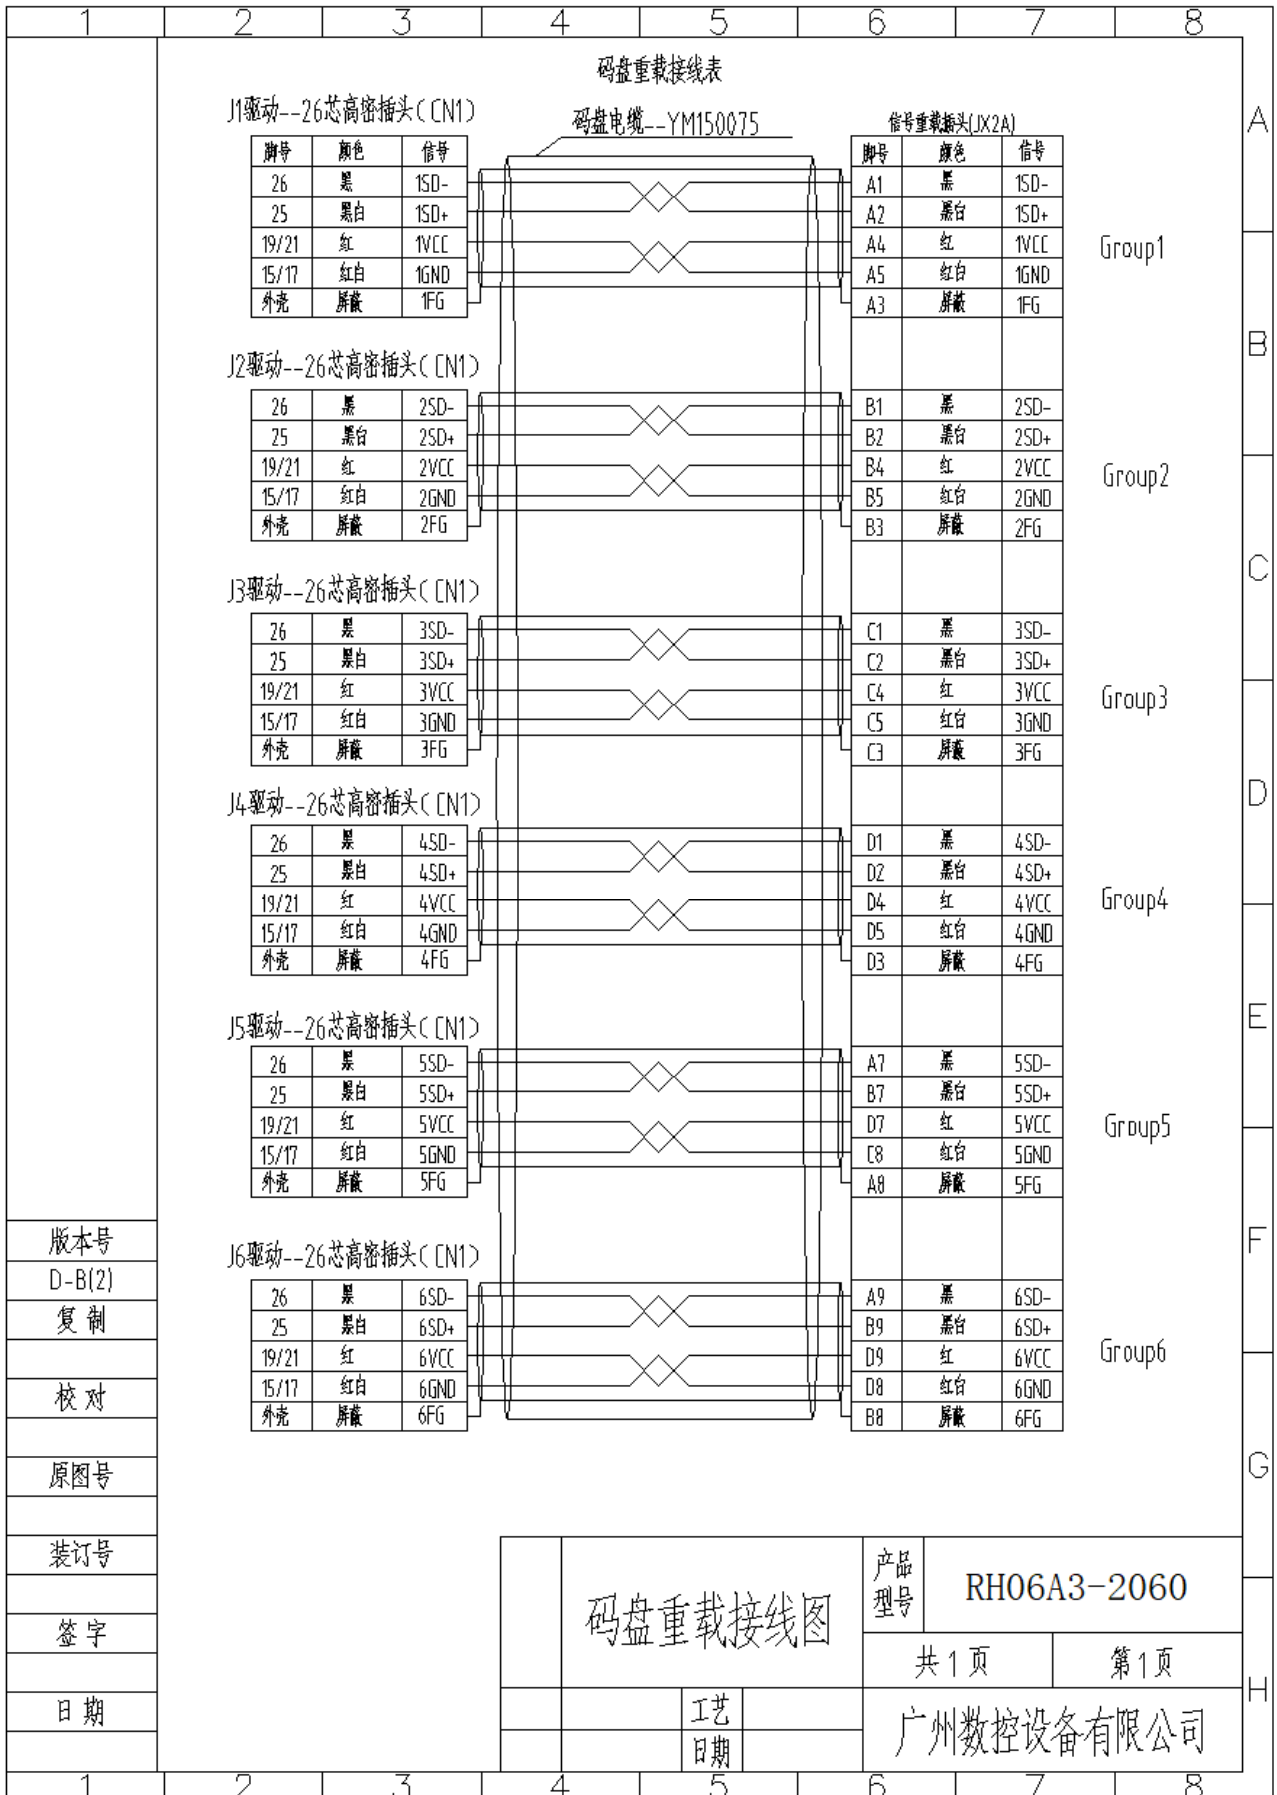 1 2 3 4 5 6 7 8
码盘重载接线表
J1驱动--26芯高密插头(CN1)
码盘电缆--YM150075
信号重载插头(JX2A)
A
脚号 颜色 信号 脚号 颜色 信号
26 黑 1SD- A1 黑 1SD-
25 黑白 1SD+ A2 黑白 1SD+
19/21 红 1VCC A4 红 1VCC
Group1
15/17 红白 1GND A5 红白 1GND
外壳 屏蔽 1FG A3 屏蔽 1FG
B
J2驱动--26芯高密插头(CN1)
26 黑 2SD- B1 黑 2SD-
25 黑白 2SD+ B2 黑白 2SD+
19/21 红 2VCC B4 红 2VCC
Group2
15/17 红白 2GND B5 红白 2GND
外壳 屏蔽 2FG B3 屏蔽 2FG
C
J3驱动--26芯高密插头(CN1)
26 黑 3SD- C1 黑 3SD-
25 黑白 3SD+ C2 黑白 3SD+
19/21 红 3VCC C4 红 3VCC
Group3
15/17 红白 3GND C5 红白 3GND
外壳 屏蔽 3FG C3 屏蔽 3FG
D
J4驱动--26芯高密插头(CN1)
26 黑 4SD- D1 黑 4SD-
25 黑白 4SD+ D2 黑白 4SD+
19/21 红 4VCC D4 红 4VCC
Group4
15/17 红白 4GND D5 红白 4GND
外壳 屏蔽 4FG D3 屏蔽 4FG
E
J5驱动--26芯高密插头(CN1)
26 黑 5SD- A7 黑 5SD-
25 黑白 5SD+ B7 黑白 5SD+
19/21 红 5VCC D7 红 5VCC
Group5
15/17 红白 5GND C8 红白 5GND
外壳 屏蔽 5FG A8 屏蔽 5FG
F
J6驱动--26芯高密插头(CN1)
26 黑 6SD- A9 黑 6SD-
25 黑白 6SD+ B9 黑白 6SD+
19/21 红 6VCC D9 红 6VCC
Group6
15/17 红白 6GND D8 红白 6GND
外壳 屏蔽 6FG B8 屏蔽 6FG
G
版本号
D-B(2)
复制
校对
原图号
装订号
签字
日期
码盘重载接线图
产品型号
RH06A3-2060
共1页 第1页
H
工艺
日期
广州数控设备有限公司
1 2 3 4 5 6 7 8